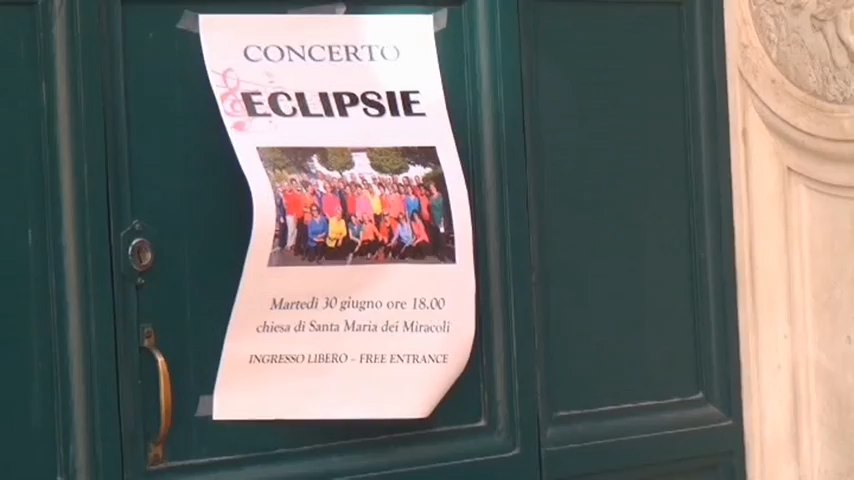 CONCERTO
ECLIPSIE
Martedì 30 giugno ore 18.00
chiesa di Santa Maria dei Miracoli
INGRESSO LIBERO – FREE ENTRANCE